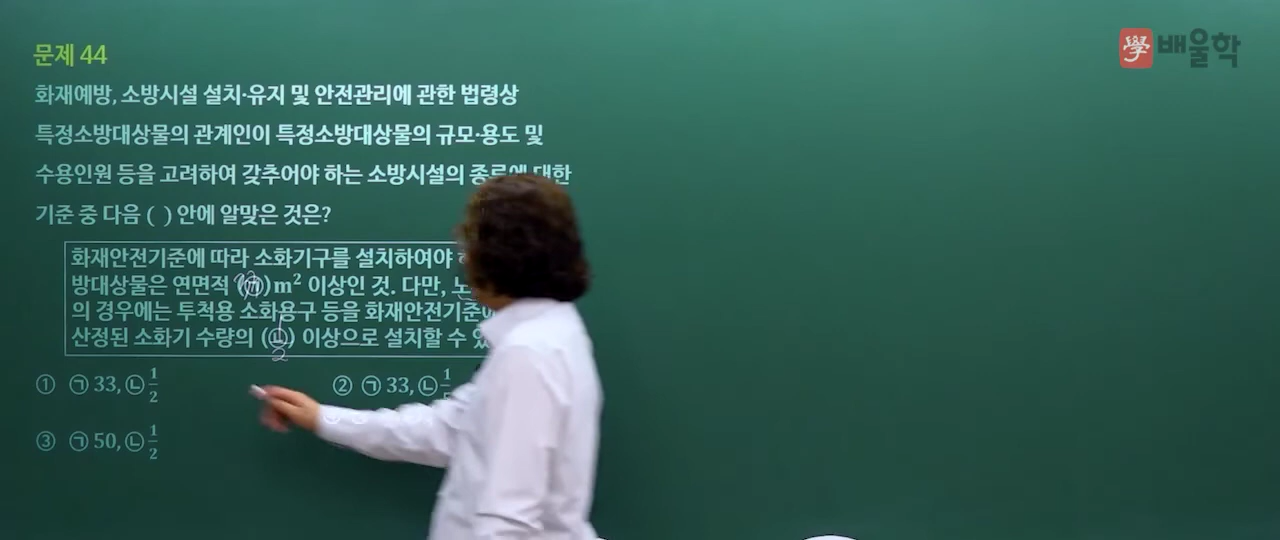 學 배울학
문제 44
화재예방, 소방시설 설치·유지 및 안전관리에 관한 법령상
특정소방대상물의 관계인이 특정소방대상물의 규모·용도 및
수용인원 등을 고려하여 갖추어야 하는 소방시설의 종류에 대한
기준 중 다음 ( ) 안에 알맞은 것은?
화재안전기준에 따라 소화기구를 설치하여야
방대상물은 연면적 (㉠)m² 이상인 것. 다만,
의 경우에는 투척용 소화용구 등을 화재안전기준에
산정된 소화기 수량의 (㉡) 이상으로 설치할 수
① ㉠ 33, ㉡ 1/2
② ㉠ 33, ㉡
③ ㉠ 50, ㉡ 1/2